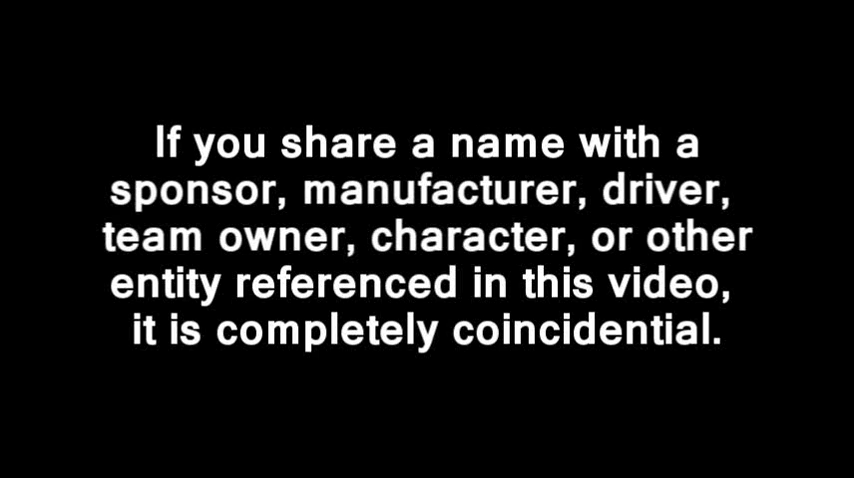 If you share a name with a
sponsor, manufacturer, driver,
team owner, character, or other
entity referenced in this video,
it is completely coincidential.